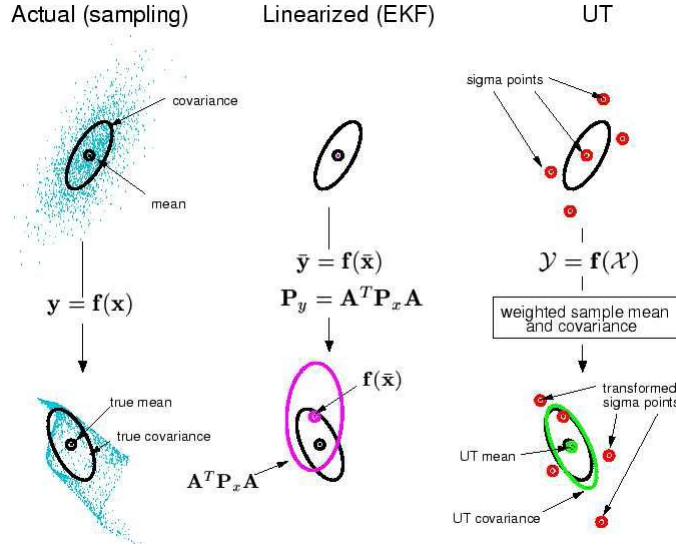 Actual (sampling)
Linearized (EKF)
UT
covariance
mean
sigma points
y = f(x)
ȳ = f(x̄)
P_y = A^T P_x A
𝒴 = f(𝒳)
weighted sample mean
and covariance
true mean
true covariance
f(x̄)
A^T P_x A
transformed
sigma points
UT mean
UT covariance